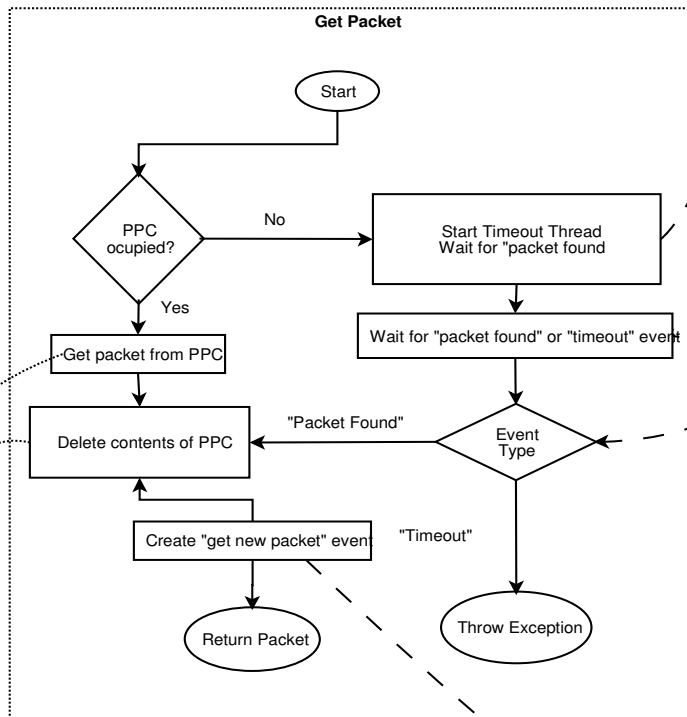 Get Packet
Start
PPC
ocupied?
No
Start Timeout Thread
Wait for "packet found
Yes
Get packet from PPC
Wait for "packet found" or "timeout" event
"Packet Found"
Event
Type
Delete contents of PPC
Create "get new packet" event
"Timeout"
Return Packet
Throw Exception